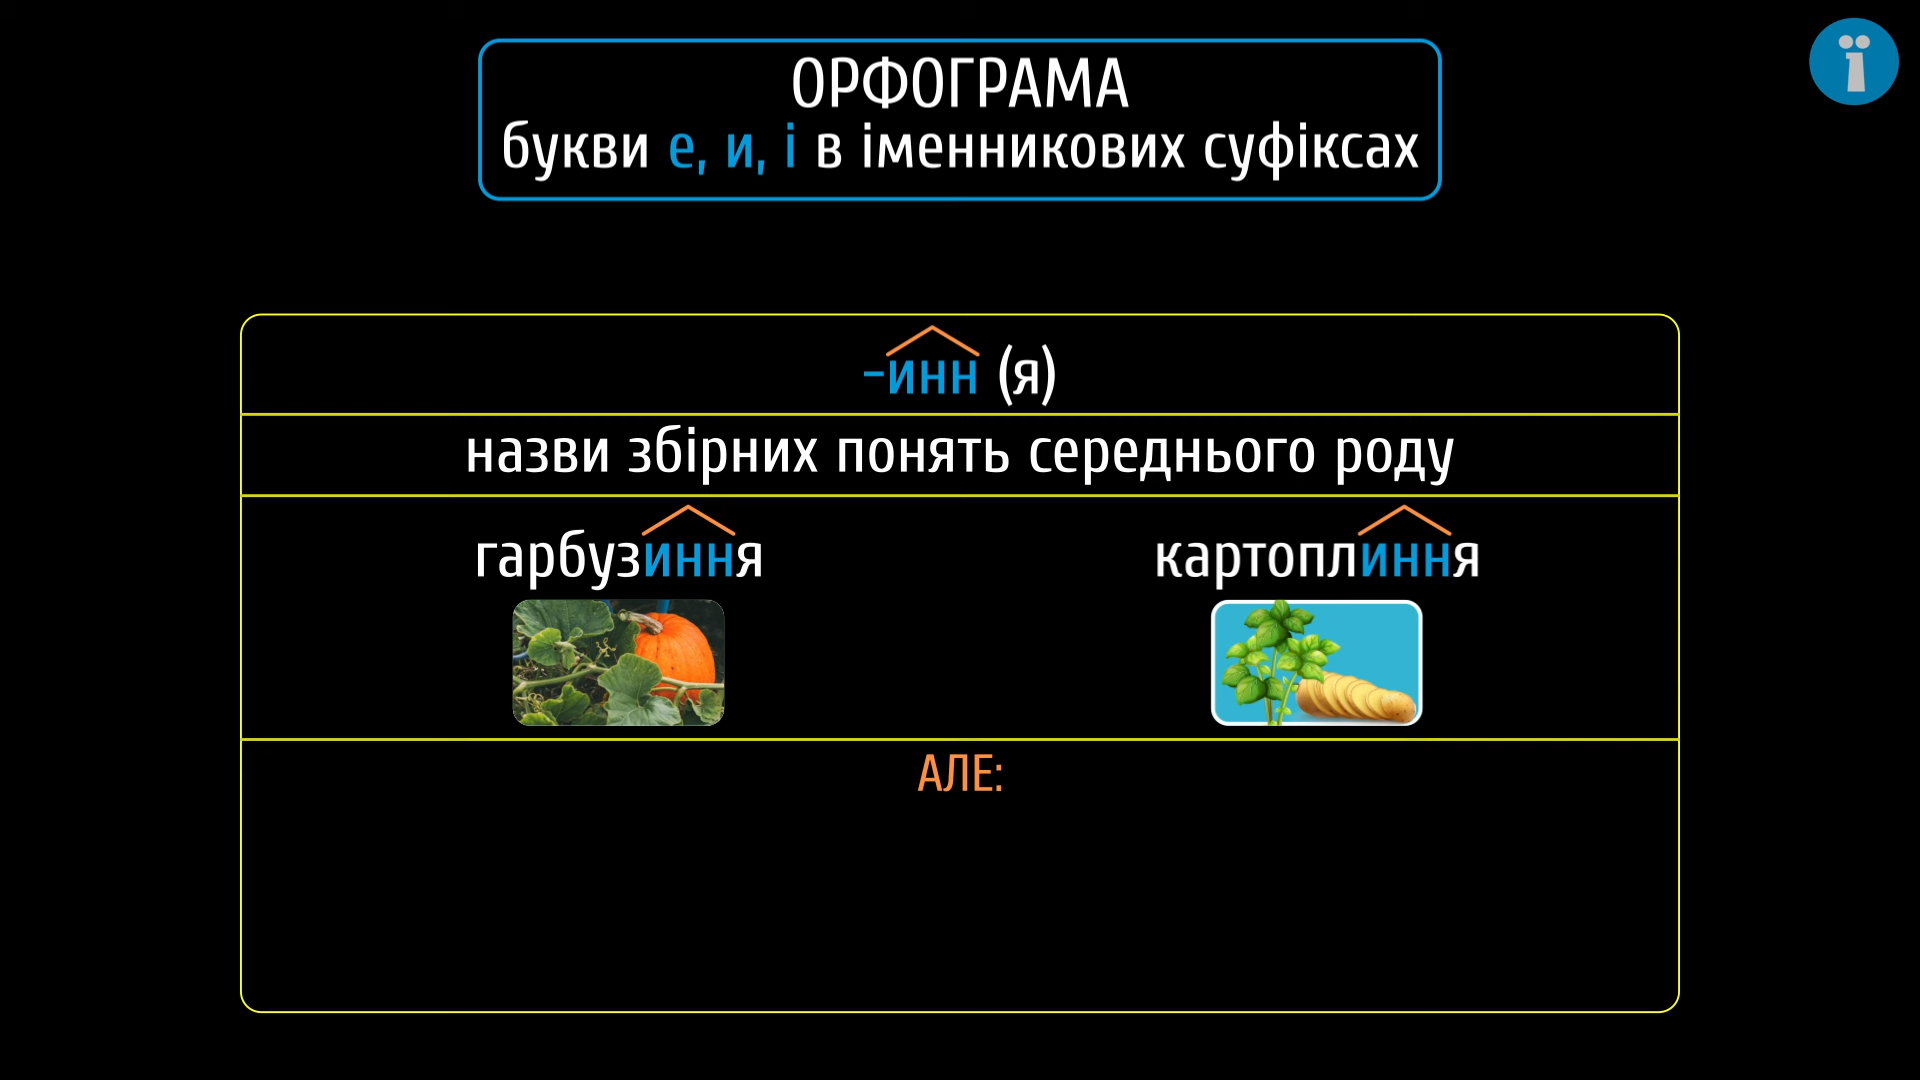 ОРФОГРАМА
букви е, и, і в іменникових суфіксах
ї
-инн (я)
назви збірних понять середнього роду
гарбузиння картоплиння
АЛЕ: